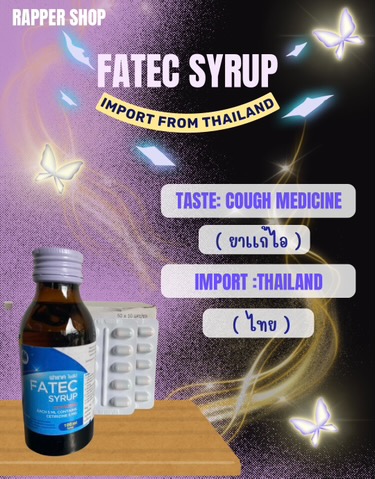 RAPPER SHOP
FATEC SYRUP
IMPORT FROM THAILAND
TASTE: COUGH MEDICINE
( ยาแก้ไอ )
IMPORT :THAILAND
( ไทย )
FATEC
SYRUP